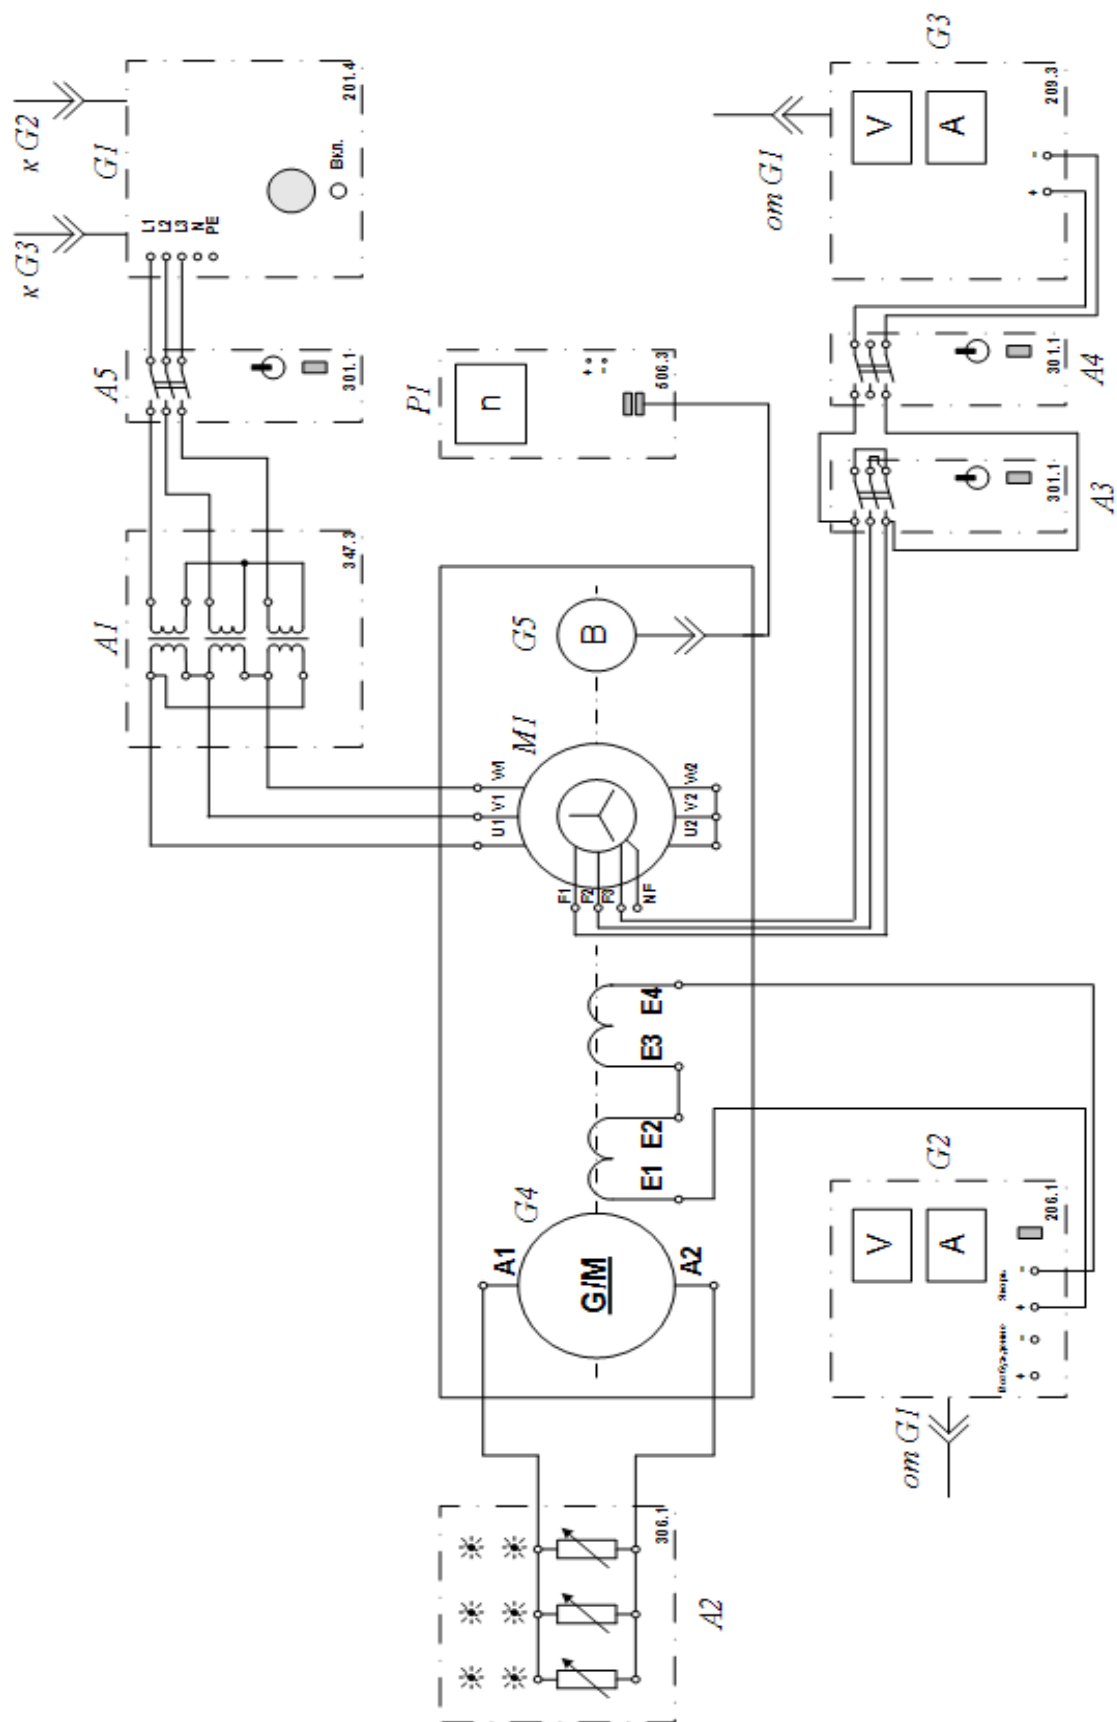 A1
347.3
A5
301.1
к G3
к G2
G1
L1
L2
L3
N
PE
Вкл.
201.4
306.1
A2
G4
A1
G/M
A2
E1 E2 E3 E4
M1
U1 V1 W1
F1
F2
F3
NF
U2 V2 W2
G5
B
P1
n
+ -
506.3
от G1
G2
V
A
Возбуждение Якорь
+ - + -
206.1
A3
301.1
A4
301.1
от G1
G3
V
A
+ -
209.3